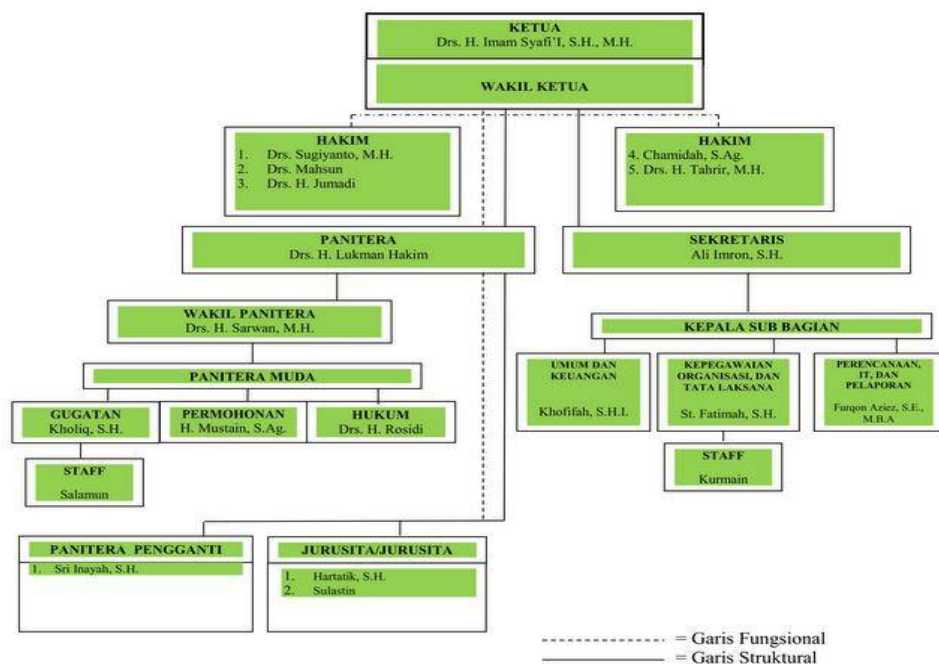 KETUA
Drs. H. Imam Syafi'I, S.H., M.H.
WAKIL KETUA
HAKIM
1. Drs. Sugiyanto, M.H.
2. Drs. Mahsun
3. Drs. H. Jumadi
HAKIM
4. Chamidah, S.Ag.
5. Drs. H. Tahrir, M.H.
PANITERA
Drs. H. Lukman Hakim
SEKRETARIS
Ali Imron, S.H.
WAKIL PANITERA
Drs. H. Sarwan, M.H.
KEPALA SUB BAGIAN
PANITERA MUDA
UMUM DAN
KEUANGAN
Khofifah, S.H.I.
KEPEGAWAIAN
ORGANISASI, DAN
TATA LAKSANA
St. Fatimah, S.H.
PERENCANAAN,
IT, DAN
PELAPORAN
Furqon Aziez, S.E.,
M.B.A
GUGATAN
Kholiq, S.H.
PERMOHONAN
H. Mustain, S.Ag.
HUKUM
Drs. H. Rosidi
STAFF
Salamun
STAFF
Kurmain
PANITERA PENGGANTI
1. Sri Inayah, S.H.
JURUSITA/JURUSITA
1. Hartatik, S.H.
2. Sulastin
= Garis Fungsional
= Garis Struktural